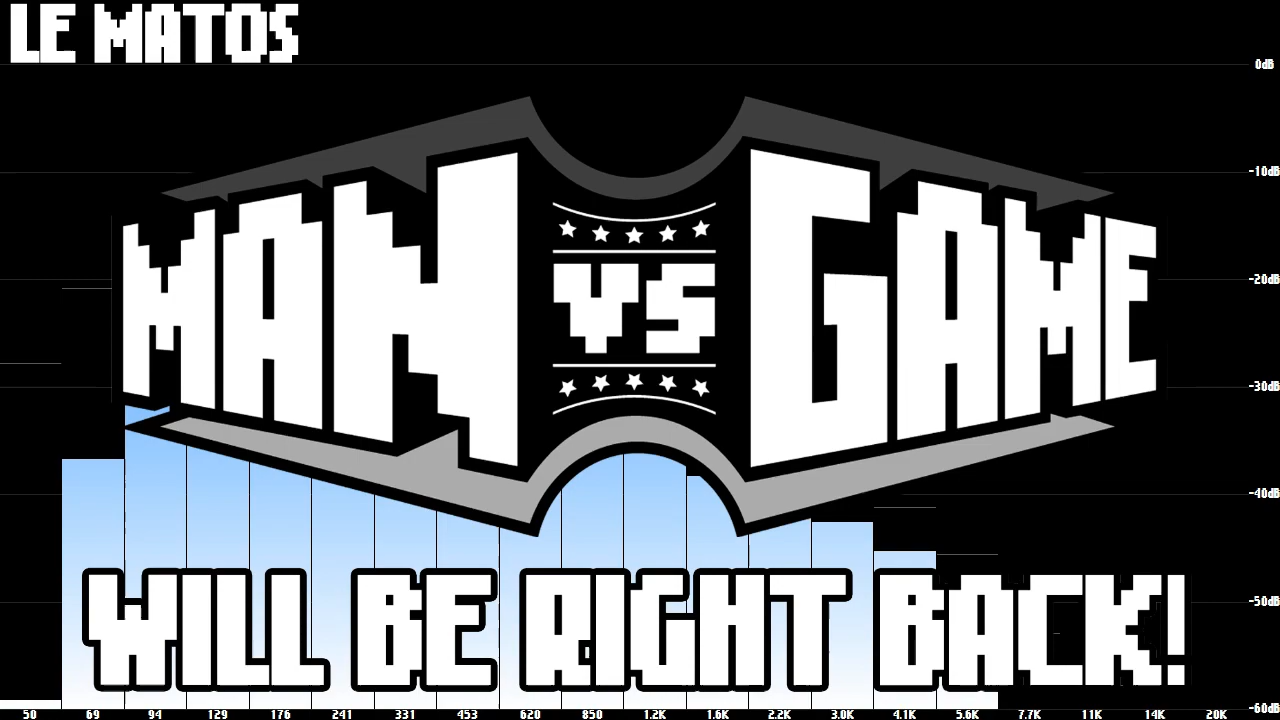 LE MATOS
0dB
-10dB
MAN VS GAME
-20dB
-30dB
-40dB
WILL BE RIGHT BACK!
-50dB
-60dB
50 69 94 129 176 241 331 453 620 850 1.2K 1.6K 2.2K 3.0K 4.1K 5.6K 7.7K 11K 14K 20K